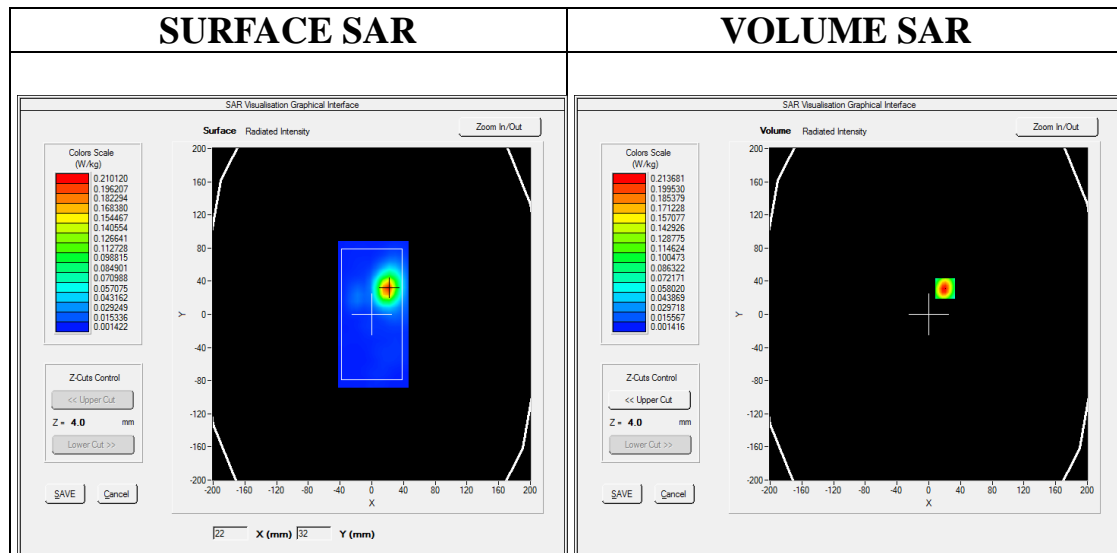 SURFACE SAR
VOLUME SAR
SAR Visualisation Graphical Interface
Surface Radiated Intensity
Zoom In/Out
Colors Scale
(W/kg)
0.210120
0.196207
0.182294
0.168380
0.154467
0.140554
0.126641
0.112728
0.098815
0.084901
0.070988
0.057075
0.043162
0.029249
0.015336
0.001422
200
160
120
80
40
0
-40
-80
-120
-160
-200
Y
-200 -160 -120 -80 -40 0 40 80 120 160 200
X
Z-Cuts Control
<< Upper Cut
Z = 4.0 mm
Lower Cut >>
SAVE Cancel
22 X (mm) 32 Y (mm)
SAR Visualisation Graphical Interface
Volume Radiated Intensity
Zoom In/Out
Colors Scale
(W/kg)
0.213681
0.199530
0.185379
0.171228
0.157077
0.142926
0.128775
0.114624
0.100473
0.086322
0.072171
0.058020
0.043869
0.029718
0.015567
0.001416
200
160
120
80
40
0
-40
-80
-120
-160
-200
Y
-200 -160 -120 -80 -40 0 40 80 120 160 200
X
Z-Cuts Control
<< Upper Cut
Z = 4.0 mm
Lower Cut >>
SAVE Cancel